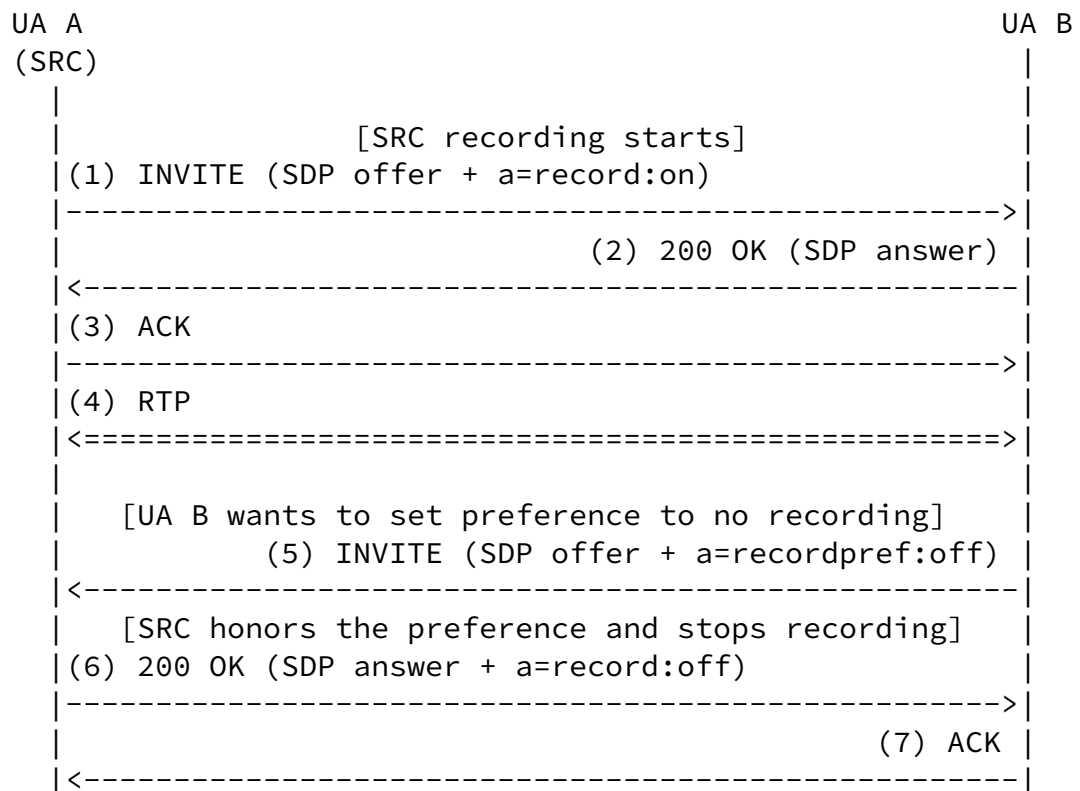 UA A                                                  UA B
(SRC)                                                   |
  |                                                     |
  |                [SRC recording starts]               |
  |(1) INVITE (SDP offer + a=record:on)                 |
  |---------------------------------------------------->|
  |                             (2) 200 OK (SDP answer) |
  |<----------------------------------------------------|
  |(3) ACK                                              |
  |---------------------------------------------------->|
  |(4) RTP                                              |
  |<===================================================>|
  |                                                     |
  |   [UA B wants to set preference to no recording]    |
  |           (5) INVITE (SDP offer + a=recordpref:off) |
  |<----------------------------------------------------|
  |   [SRC honors the preference and stops recording]   |
  |(6) 200 OK (SDP answer + a=record:off)               |
  |---------------------------------------------------->|
  |                                             (7) ACK |
  |<----------------------------------------------------|